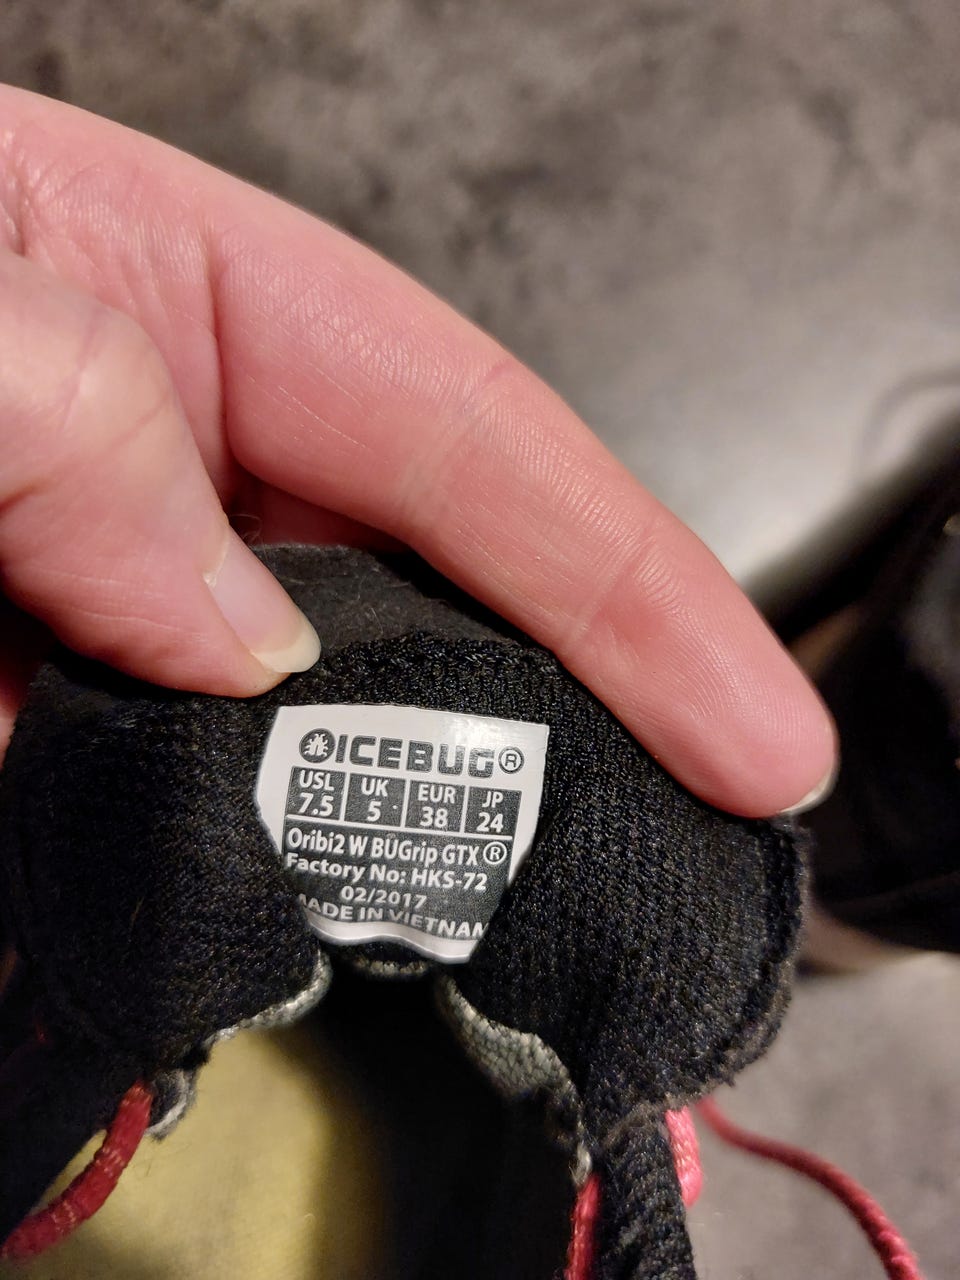 ICEBUG®
USL UK EUR JP
7.5 5 38 24
Oribi2 W BUGrip GTX®
Factory No: HKS-72
02/2017
MADE IN VIETNAM